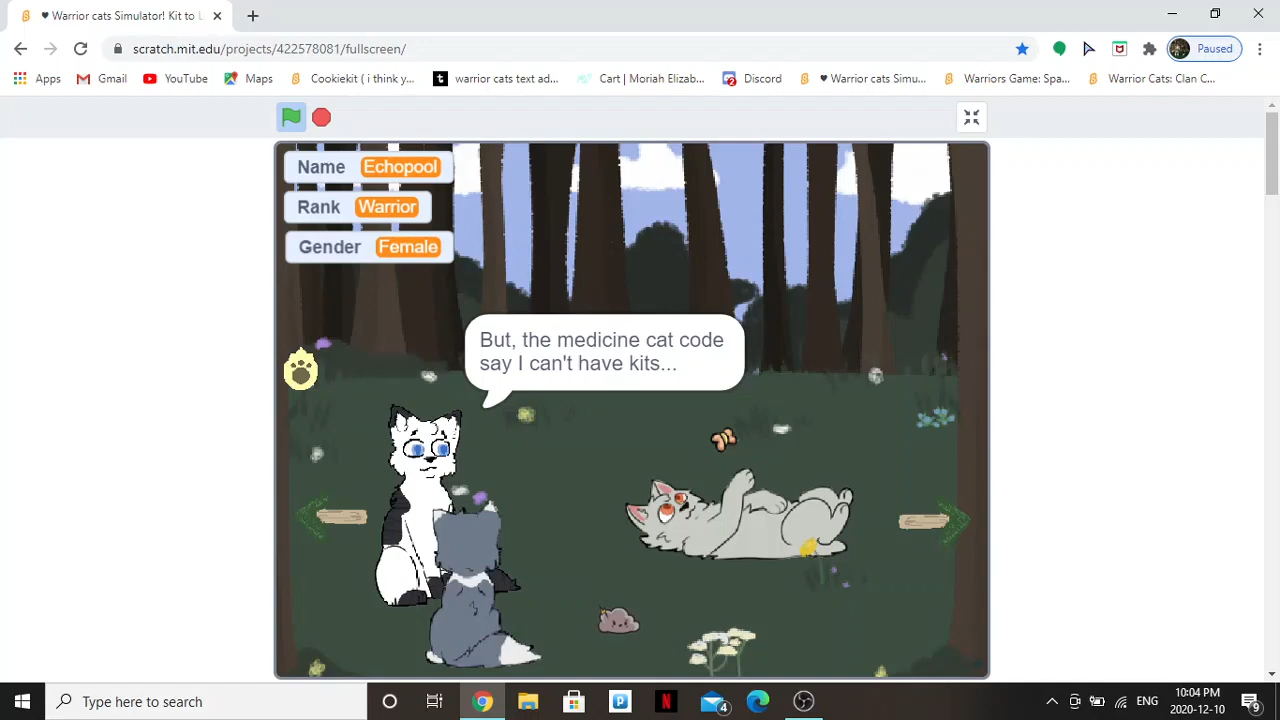 ♥ Warrior cats Simulator! Kit to L
scratch.mit.edu/projects/422578081/fullscreen/
Paused
Apps
Gmail
YouTube
Maps
Cookiekit ( i think y...
warrior cats text ad...
Cart | Moriah Elizab...
Discord
♥ Warrior cats Simu...
Warriors Game: Spa...
Warrior Cats: Clan C...
Name Echopool
Rank Warrior
Gender Female
But, the medicine cat code
say I can't have kits...
Type here to search
4
ENG
10:04 PM
2020-12-10
9